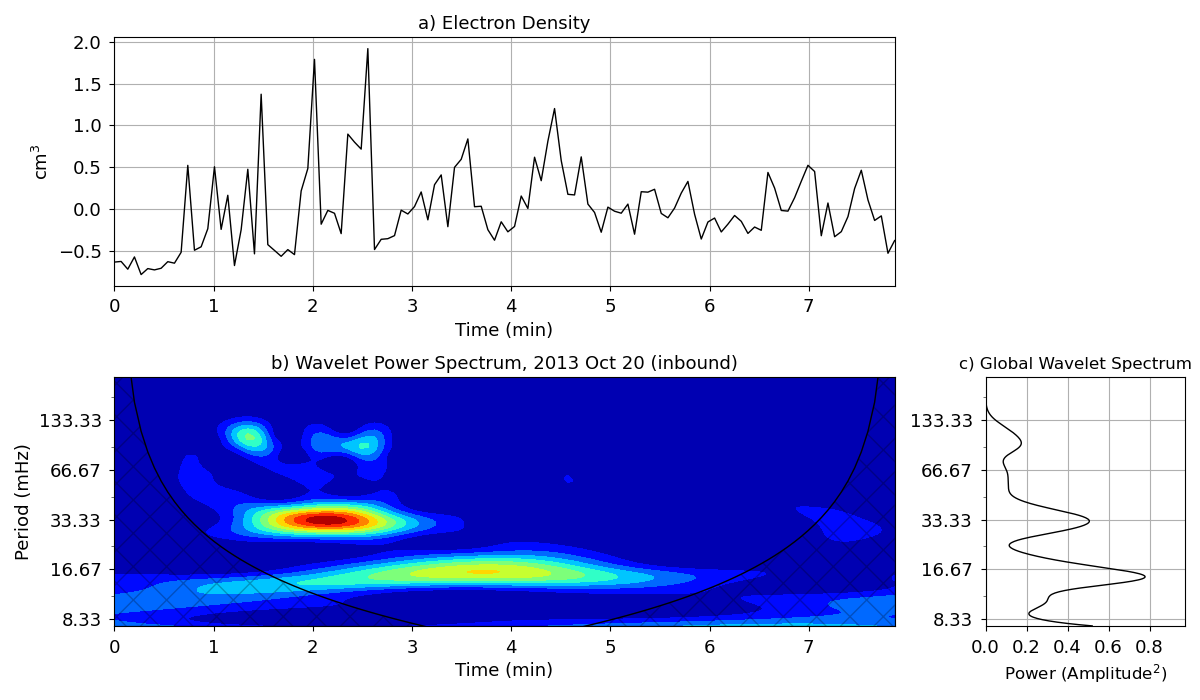 a) Electron Density
2.0
1.5
1.0
0.5
0.0
−0.5
cm³
0 1 2 3 4 5 6 7
Time (min)
b) Wavelet Power Spectrum, 2013 Oct 20 (inbound)
133.33
66.67
33.33
16.67
8.33
Period (mHz)
0 1 2 3 4 5 6 7
Time (min)
c) Global Wavelet Spectrum
133.33
66.67
33.33
16.67
8.33
0.0 0.2 0.4 0.6 0.8
Power (Amplitude²)